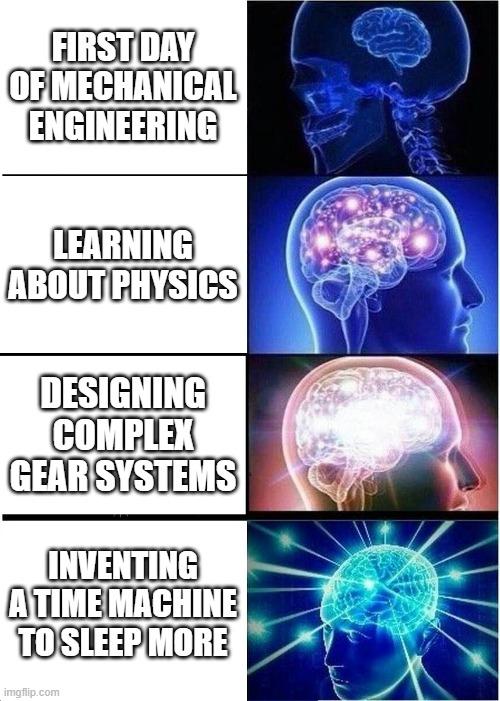 FIRST DAY
OF MECHANICAL
ENGINEERING
LEARNING
ABOUT PHYSICS
DESIGNING
COMPLEX
GEAR SYSTEMS
INVENTING
A TIME MACHINE
TO SLEEP MORE
imgflip.com